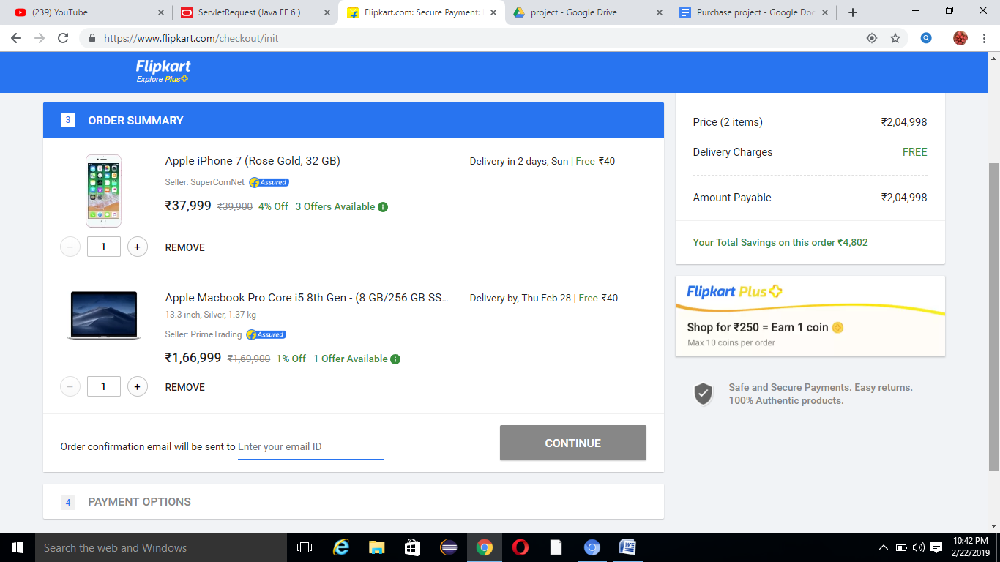 (239) YouTube
ServletRequest (Java EE 6 )
Flipkart.com: Secure Payment:
project - Google Drive
Purchase project - Google Doc
https://www.flipkart.com/checkout/init
Flipkart
Explore Plus
3 ORDER SUMMARY
Apple iPhone 7 (Rose Gold, 32 GB)
Delivery in 2 days, Sun | Free ₹40
Seller: SuperComNet Assured
₹37,999 ₹39,900 4% Off 3 Offers Available
− 1 + REMOVE
Apple Macbook Pro Core i5 8th Gen - (8 GB/256 GB SS...
Delivery by, Thu Feb 28 | Free ₹40
13.3 inch, Silver, 1.37 kg
Seller: PrimeTrading Assured
₹1,66,999 ₹1,69,900 1% Off 1 Offer Available
− 1 + REMOVE
Order confirmation email will be sent to Enter your email ID
CONTINUE
4 PAYMENT OPTIONS
Price (2 items) ₹2,04,998
Delivery Charges FREE
Amount Payable ₹2,04,998
Your Total Savings on this order ₹4,802
Flipkart Plus
Shop for ₹250 = Earn 1 coin
Max 10 coins per order
Safe and Secure Payments. Easy returns.
100% Authentic products.
Search the web and Windows
10:42 PM
2/22/2019